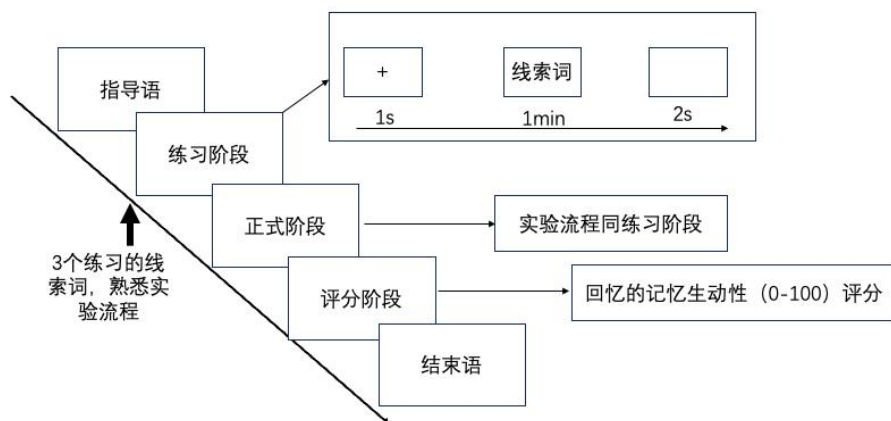 指导语
+
线索词
1s
1min
2s
练习阶段
正式阶段
实验流程同练习阶段
3个练习的线
索词，熟悉实
验流程
评分阶段
回忆的记忆生动性（0-100）评分
结束语